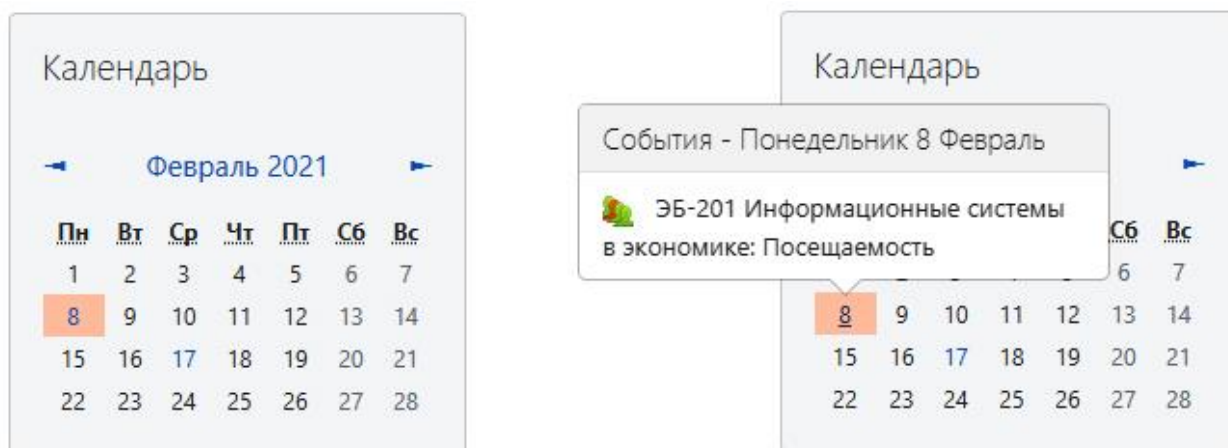 Календарь
◄ Февраль 2021 ►
Пн Вт Ср Чт Пт Сб Вс
1 2 3 4 5 6 7
8 9 10 11 12 13 14
15 16 17 18 19 20 21
22 23 24 25 26 27 28
Календарь
События - Понедельник 8 Февраль
►
ЭБ-201 Информационные системы
в экономике: Посещаемость
Сб Вс
6 7
8 9 10 11 12 13 14
15 16 17 18 19 20 21
22 23 24 25 26 27 28